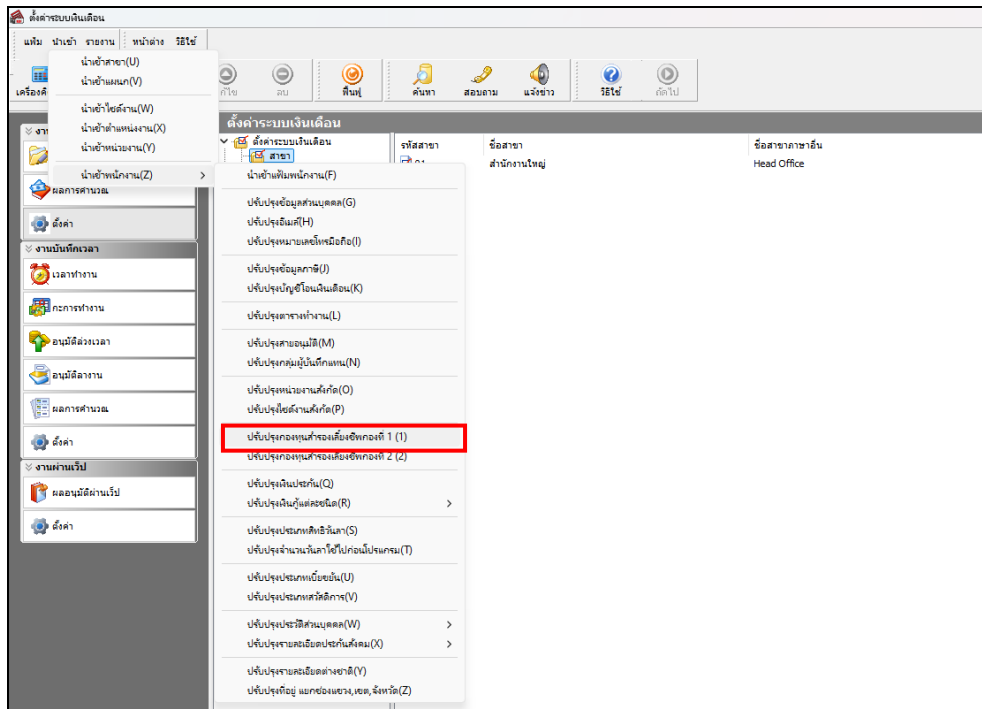 ตั้งค่าระบบเงินเดือน
แฟ้ม นำเข้า รายงาน หน้าต่าง วิธีใช้
นำเข้าสาขา(U)
นำเข้าแผนก(V)
นำเข้าไซต์งาน(W)
นำเข้าตำแหน่งงาน(X)
นำเข้าหน่วยงาน(Y)
นำเข้าพนักงาน(Z)
ลบ ฟื้นฟู ค้นหา สอบถาม แจ้งข่าว วิธีใช้ ถัดไป
ผลการคำนวณ
ตั้งค่า
งานบันทึกเวลา
เวลาทำงาน
กะการทำงาน
อนุมัติล่วงเวลา
อนุมัติลางาน
ผลการคำนวณ
ตั้งค่า
งานผ่านเว็ป
ผลอนุมัติผ่านเว็ป
ตั้งค่า
ตั้งค่าระบบเงินเดือน
ตั้งค่าระบบเงินเดือน
สาขา
รหัสสาขา ชื่อสาขา ชื่อสาขาภาษาอื่น
01 สำนักงานใหญ่ Head Office
นำเข้าแฟ้มพนักงาน(F)
ปรับปรุงข้อมูลส่วนบุคคล(G)
ปรับปรุงอีเมล์(H)
ปรับปรุงหมายเลขโทรมือถือ(I)
ปรับปรุงข้อมูลภาษี(J)
ปรับปรุงบัญชีโอนเงินเดือน(K)
ปรับปรุงตารางทำงาน(L)
ปรับปรุงสายอนุมัติ(M)
ปรับปรุงกลุ่มผู้บันทึกแทน(N)
ปรับปรุงหน่วยงานสังกัด(O)
ปรับปรุงไซต์งานสังกัด(P)
ปรับปรุงกองทุนสำรองเลี้ยงชีพกองที่ 1 (1)
ปรับปรุงกองทุนสำรองเลี้ยงชีพกองที่ 2 (2)
ปรับปรุงเงินประกัน(Q)
ปรับปรุงเงินกู้แต่ละชนิด(R)
ปรับปรุงประเภทสิทธิวันลา(S)
ปรับปรุงจำนวนวันลาใช้ไปก่อนโปรแกรม(T)
ปรับปรุงประเภทเบี้ยขยัน(U)
ปรับปรุงประเภทสวัสดิการ(V)
ปรับปรุงประวัติส่วนบุคคล(W)
ปรับปรุงรายละเอียดประกันสังคม(X)
ปรับปรุงรายละเอียดต่างชาติ(Y)
ปรับปรุงที่อยู่ แยกช่องแขวง,เขต,จังหวัด(Z)